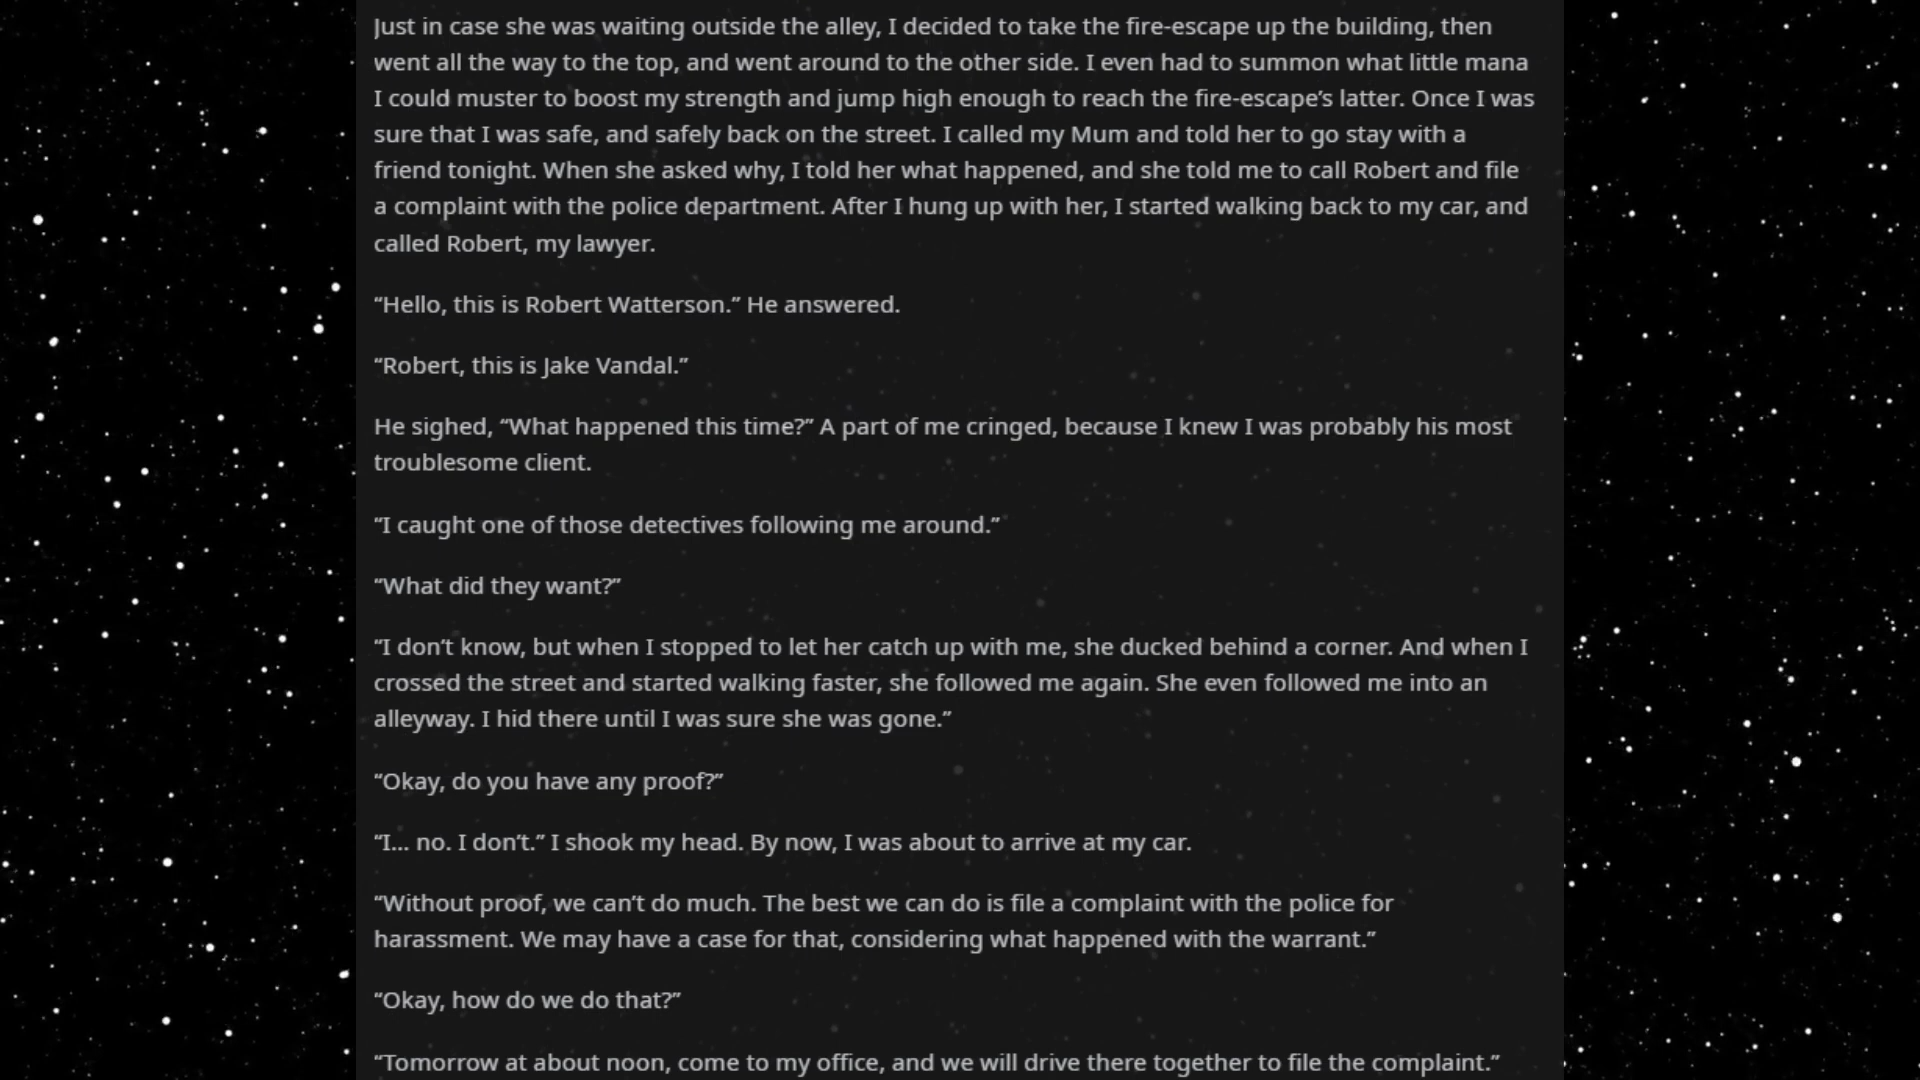 Just in case she was waiting outside the alley, I decided to take the fire-escape up the building, then
went all the way to the top, and went around to the other side. I even had to summon what little mana
I could muster to boost my strength and jump high enough to reach the fire-escape’s latter. Once I was
sure that I was safe, and safely back on the street. I called my Mum and told her to go stay with a
friend tonight. When she asked why, I told her what happened, and she told me to call Robert and file
a complaint with the police department. After I hung up with her, I started walking back to my car, and
called Robert, my lawyer.
“Hello, this is Robert Watterson.” He answered.
“Robert, this is Jake Vandal.”
He sighed, “What happened this time?” A part of me cringed, because I knew I was probably his most
troublesome client.
“I caught one of those detectives following me around.”
“What did they want?”
“I don’t know, but when I stopped to let her catch up with me, she ducked behind a corner. And when I
crossed the street and started walking faster, she followed me again. She even followed me into an
alleyway. I hid there until I was sure she was gone.”
“Okay, do you have any proof?”
“I… no. I don’t.” I shook my head. By now, I was about to arrive at my car.
“Without proof, we can’t do much. The best we can do is file a complaint with the police for
harassment. We may have a case for that, considering what happened with the warrant.”
“Okay, how do we do that?”
“Tomorrow at about noon, come to my office, and we will drive there together to file the complaint.”